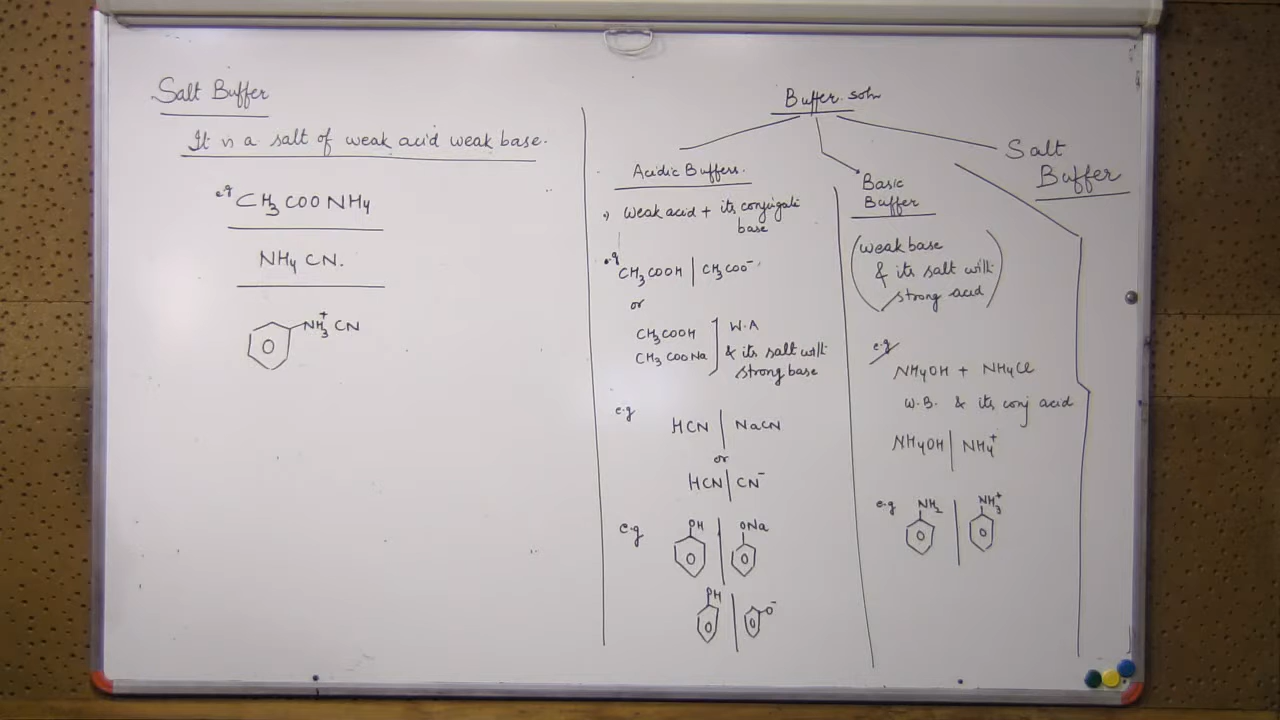 Salt Buffer
It is a salt of weak acid weak base.
eg CH3COONH4
NH4CN.
NH3+ CN
Buffer soln
Acidic Buffers.
Weak acid + its conjugate
base
eg CH3COOH | CH3COO-
or
CH3COOH ] W.A
CH3COONa & its salt with
strong base
e.g
HCN | NaCN
or
HCN | CN-
e.g
OH | ONa
OH | O-
Basic
Buffer
(weak base
& its salt with
strong acid)
e.g
NH4OH + NH4Cl
W.B. & its conj acid
NH4OH | NH4+
e.g NH2 | NH3+
Salt
Buffer